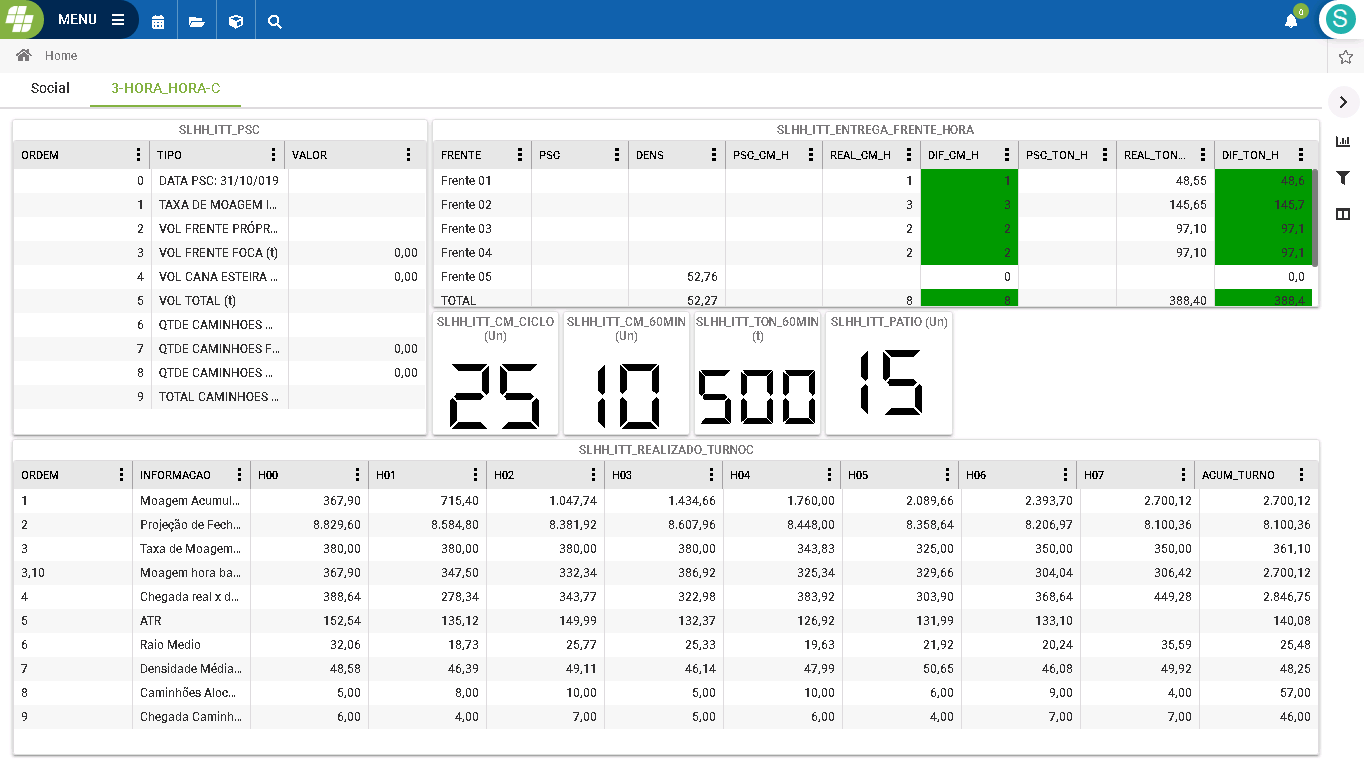 MENU
0
S
Home
Social 3-HORA_HORA-C
SLHH_ITT_PSC
ORDEM TIPO VALOR
0 DATA PSC: 31/10/019
1 TAXA DE MOAGEM I...
2 VOL FRENTE PRÓPR...
3 VOL FRENTE FOCA (t) 0,00
4 VOL CANA ESTEIRA ... 0,00
5 VOL TOTAL (t)
6 QTDE CAMINHOES ...
7 QTDE CAMINHOES F... 0,00
8 QTDE CAMINHOES ... 0,00
9 TOTAL CAMINHOES ...
SLHH_ITT_ENTREGA_FRENTE_HORA
FRENTE PSC DENS PSC_CM_H REAL_CM_H DIF_CM_H PSC_TON_H REAL_TON... DIF_TON_H
Frente 01 1 1 48,55 48,6
Frente 02 3 3 145,65 145,7
Frente 03 2 2 97,10 97,1
Frente 04 2 2 97,10 97,1
Frente 05 52,76 0 0,0
TOTAL 52,27 8 8 388,40 388,4
SLHH_ITT_CM_CICLO
(Un)
25
SLHH_ITT_CM_60MIN
(Un)
10
SLHH_ITT_TON_60MIN
(t)
500
SLHH_ITT_PATIO (Un)
15
SLHH_ITT_REALIZADO_TURNOC
ORDEM INFORMACAO H00 H01 H02 H03 H04 H05 H06 H07 ACUM_TURNO
1 Moagem Acumul... 367,90 715,40 1.047,74 1.434,66 1.760,00 2.089,66 2.393,70 2.700,12 2.700,12
2 Projeção de Fech... 8.829,60 8.584,80 8.381,92 8.607,96 8.448,00 8.358,64 8.206,97 8.100,36 8.100,36
3 Taxa de Moagem... 380,00 380,00 380,00 380,00 343,83 325,00 350,00 350,00 361,10
3,10 Moagem hora ba... 367,90 347,50 332,34 386,92 325,34 329,66 304,04 306,42 2.700,12
4 Chegada real x d... 388,64 278,34 343,77 322,98 383,92 303,90 368,64 449,28 2.846,75
5 ATR 152,54 135,12 149,99 132,37 126,92 131,99 133,10 140,08
6 Raio Medio 32,06 18,73 25,77 25,33 19,63 21,92 20,24 35,59 25,48
7 Densidade Média... 48,58 46,39 49,11 46,14 47,99 50,65 46,08 49,92 48,25
8 Caminhões Aloc... 5,00 8,00 10,00 5,00 10,00 6,00 9,00 4,00 57,00
9 Chegada Caminh... 6,00 4,00 7,00 5,00 6,00 4,00 7,00 7,00 46,00